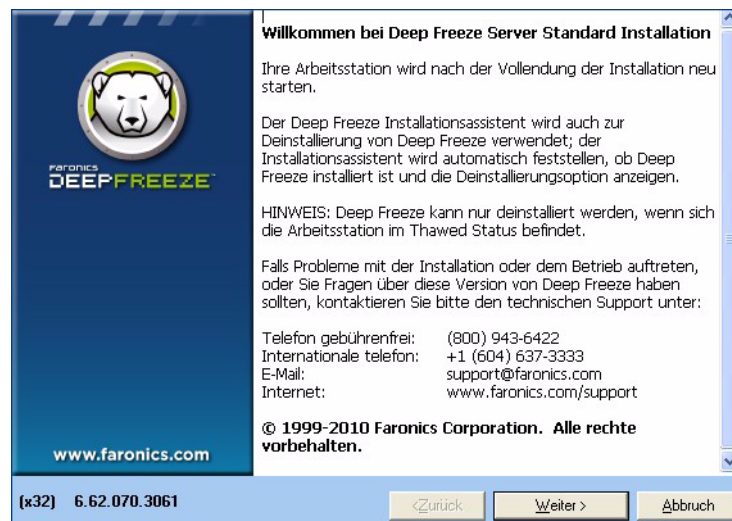 Willkommen bei Deep Freeze Server Standard Installation
Ihre Arbeitsstation wird nach der Vollendung der Installation neu
starten.
Der Deep Freeze Installationsassistent wird auch zur
Deinstallierung von Deep Freeze verwendet; der
Installationsassistent wird automatisch feststellen, ob Deep
Freeze installiert ist und die Deinstallierungsoption anzeigen.
HINWEIS: Deep Freeze kann nur deinstalliert werden, wenn sich
die Arbeitsstation im Thawed Status befindet.
Falls Probleme mit der Installation oder dem Betrieb auftreten,
oder Sie Fragen über diese Version von Deep Freeze haben
sollten, kontaktieren Sie bitte den technischen Support unter:
Telefon gebührenfrei: (800) 943-6422
Internationale telefon: +1 (604) 637-3333
E-Mail: support@faronics.com
Internet: www.faronics.com/support
© 1999-2010 Faronics Corporation. Alle rechte
vorbehalten.
Faronics
DEEPFREEZE
www.faronics.com
(x32) 6.62.070.3061
<Zurück
Weiter >
Abbruch